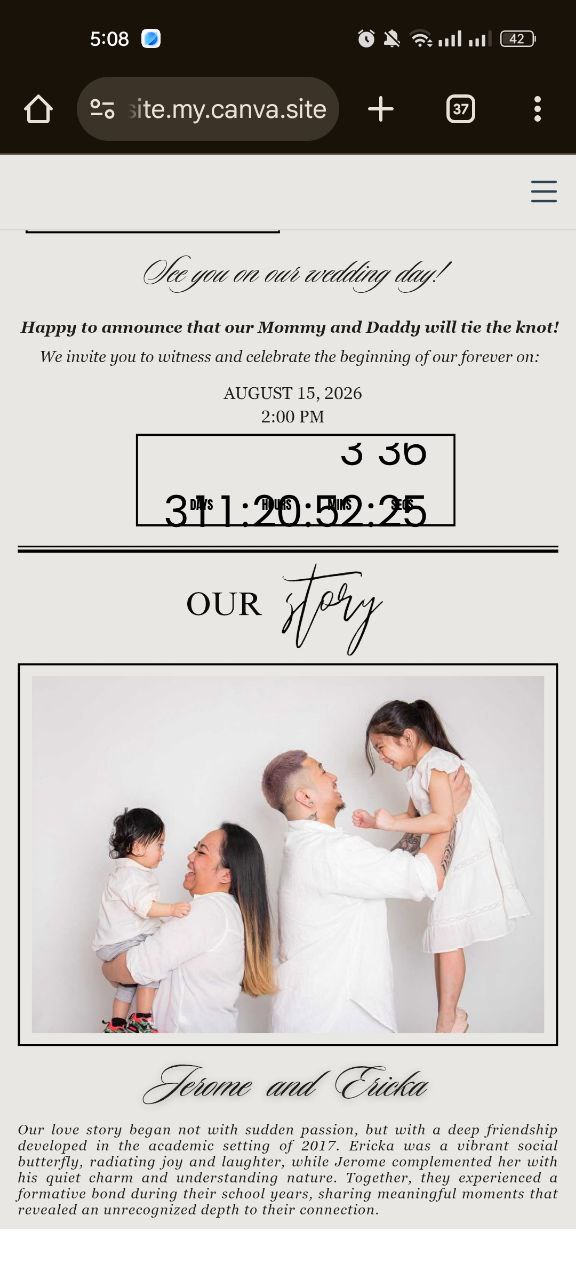 5:08
42
site.my.canva.site
37
See you on our wedding day!
Happy to announce that our Mommy and Daddy will tie the knot!
We invite you to witness and celebrate the beginning of our forever on:
AUGUST 15, 2026
2:00 PM
3 36
DAYS HOURS MINS SECS
311:20:52:25
OUR story
Jerome and Ericka
Our love story began not with sudden passion, but with a deep friendship
developed in the academic setting of 2017. Ericka was a vibrant social
butterfly, radiating joy and laughter, while Jerome complemented her with
his quiet charm and understanding nature. Together, they experienced a
formative bond during their school years, sharing meaningful moments that
revealed an unrecognized depth to their connection.